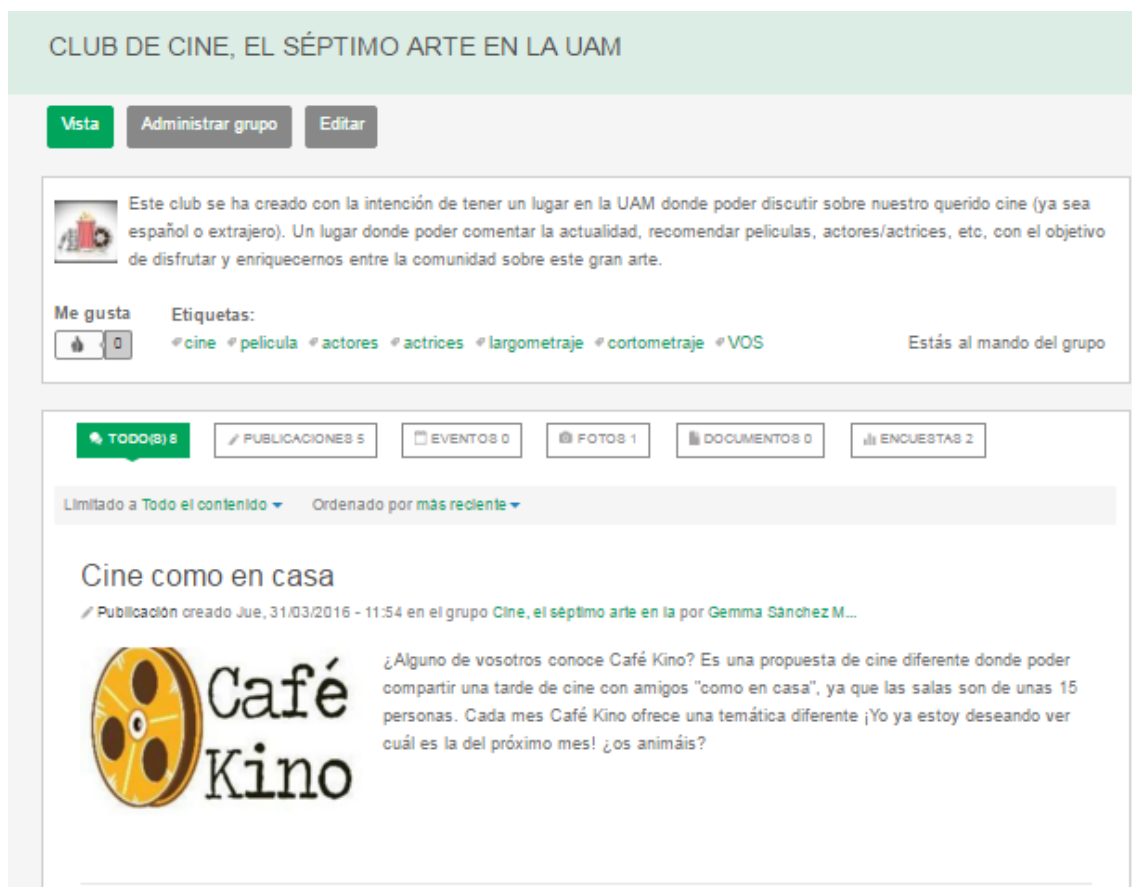 CLUB DE CINE, EL SÉPTIMO ARTE EN LA UAM
Vista Administrar grupo Editar
Este club se ha creado con la intención de tener un lugar en la UAM donde poder discutir sobre nuestro querido cine (ya sea
español o extrajero). Un lugar donde poder comentar la actualidad, recomendar peliculas, actores/actrices, etc, con el objetivo
de disfrutar y enriquecernos entre la comunidad sobre este gran arte.
Me gusta Etiquetas:
0 cine pelicula actores actrices largometraje cortometraje VOS Estás al mando del grupo
TODO(S) 8 PUBLICACIONES 5 EVENTOS 0 FOTOS 1 DOCUMENTOS 0 ENCUESTAS 2
Limitado a Todo el contenido Ordenado por más reciente
Cine como en casa
Publicación creado Jue, 31/03/2016 - 11:54 en el grupo Cine, el séptimo arte en la por Gemma Sánchez M...
Café
Kino
¿Alguno de vosotros conoce Café Kino? Es una propuesta de cine diferente donde poder
compartir una tarde de cine con amigos "como en casa", ya que las salas son de unas 15
personas. Cada mes Café Kino ofrece una temática diferente ¡Yo ya estoy deseando ver
cuál es la del próximo mes! ¿os animáis?